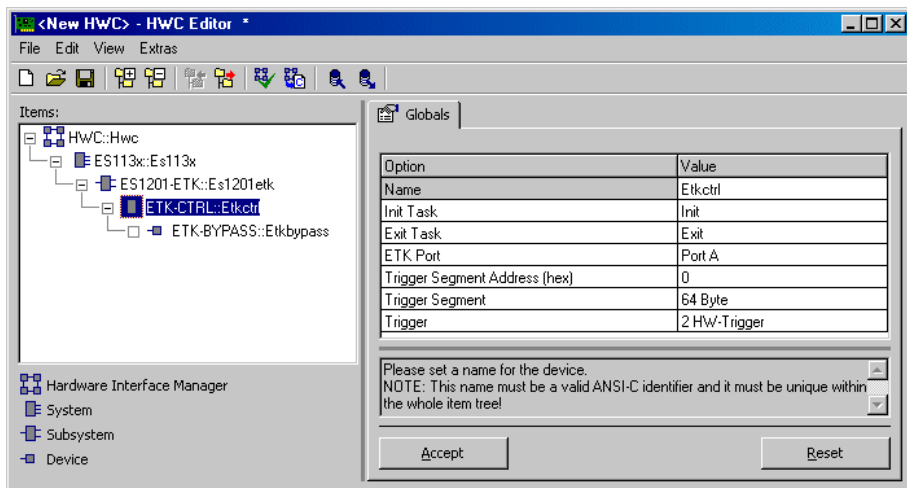 <New HWC> - HWC Editor *
File Edit View Extras
Items:
HWC::Hwc
ES113x::Es113x
ES1201-ETK::Es1201etk
ETK-CTRL::Etkctrl
ETK-BYPASS::Etkbypass
Hardware Interface Manager
System
Subsystem
Device
Globals
Option Value
Name Etkctrl
Init Task Init
Exit Task Exit
ETK Port Port A
Trigger Segment Address (hex) 0
Trigger Segment 64 Byte
Trigger 2 HW-Trigger
Please set a name for the device.
NOTE: This name must be a valid ANSI-C identifier and it must be unique within
the whole item tree!
Accept Reset